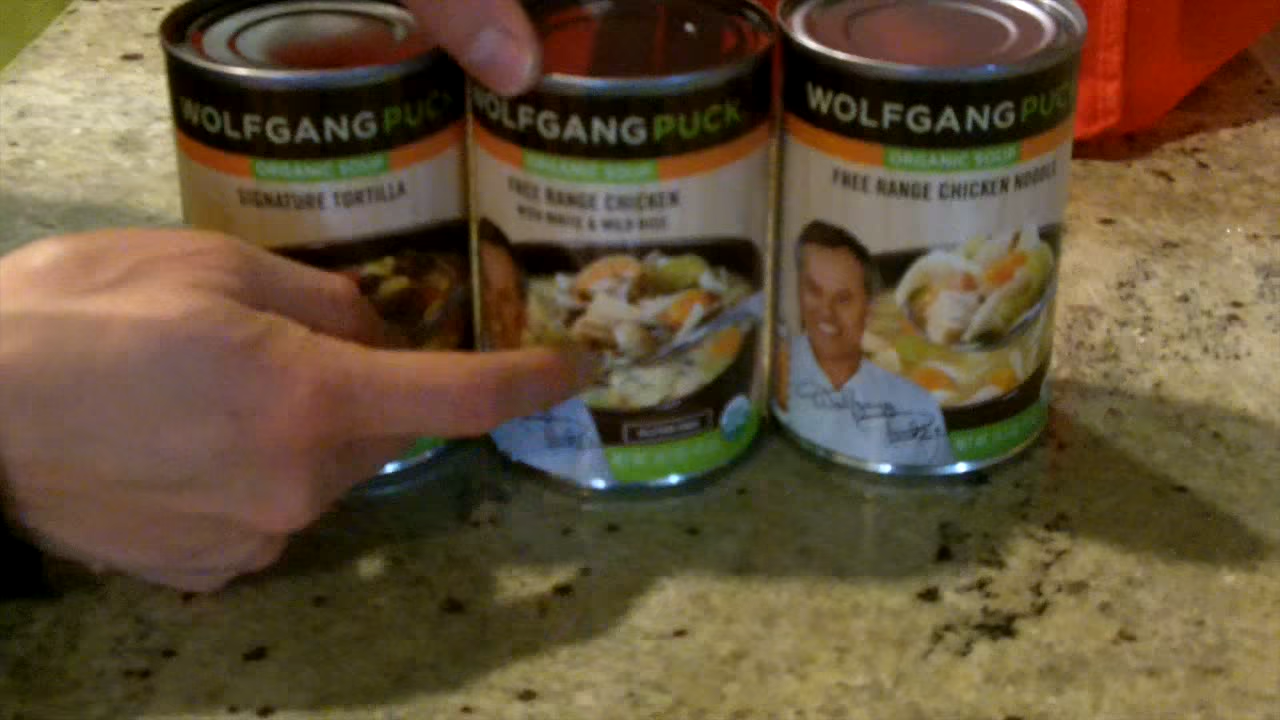 WOLFGANG PUCK
ORGANIC SOUP
SIGNATURE TORTILLA
WOLFGANG PUCK
ORGANIC SOUP
FREE RANGE CHICKEN
WITH WHITE & WILD RICE
WOLFGANG PUC
ORGANIC SOUP
FREE RANGE CHICKEN NOODLE